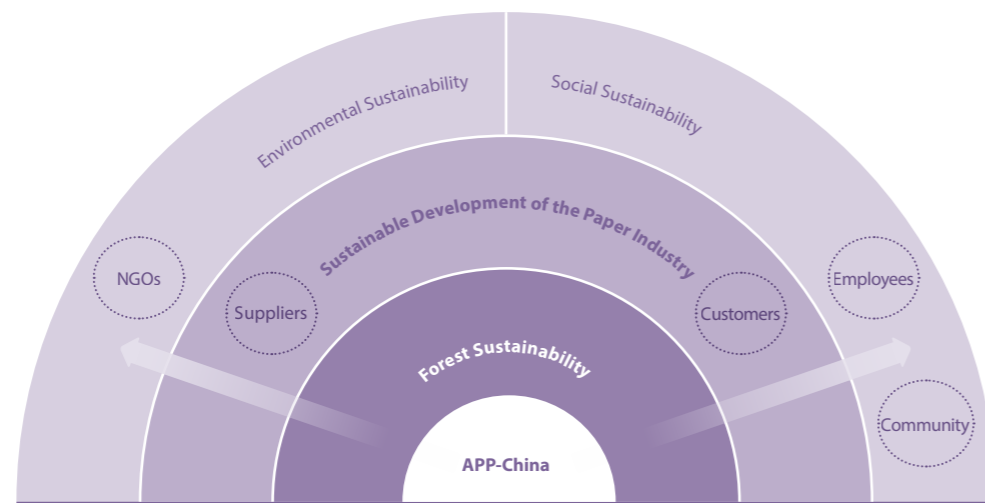 Environmental Sustainability
Social Sustainability
Sustainable Development of the Paper Industry
NGOs
Employees
Suppliers
Customers
Forest Sustainability
Community
APP-China